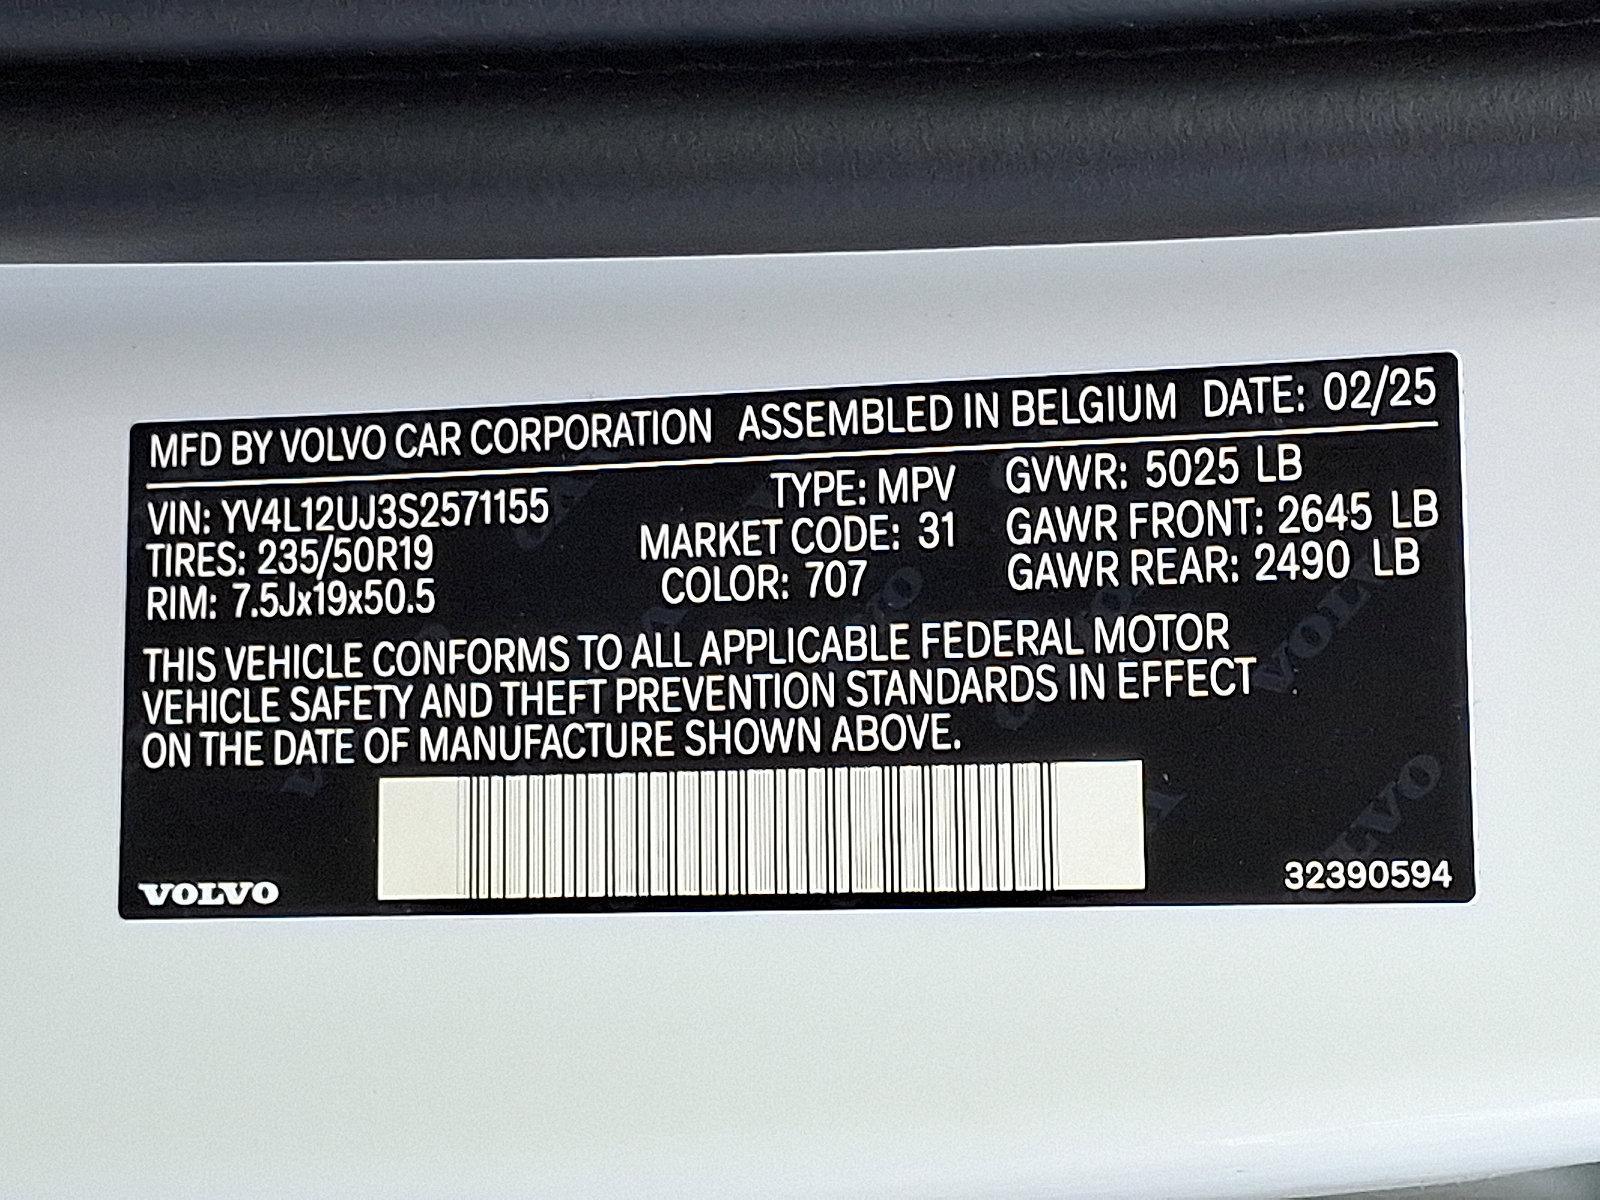 MFD BY VOLVO CAR CORPORATION ASSEMBLED IN BELGIUM DATE: 02/25
VIN: YV4L12UJ3S2571155 TYPE: MPV GVWR: 5025 LB
TIRES: 235/50R19 MARKET CODE: 31 GAWR FRONT: 2645 LB
RIM: 7.5Jx19x50.5 COLOR: 707 GAWR REAR: 2490 LB
THIS VEHICLE CONFORMS TO ALL APPLICABLE FEDERAL MOTOR
VEHICLE SAFETY AND THEFT PREVENTION STANDARDS IN EFFECT
ON THE DATE OF MANUFACTURE SHOWN ABOVE.
VOLVO 32390594